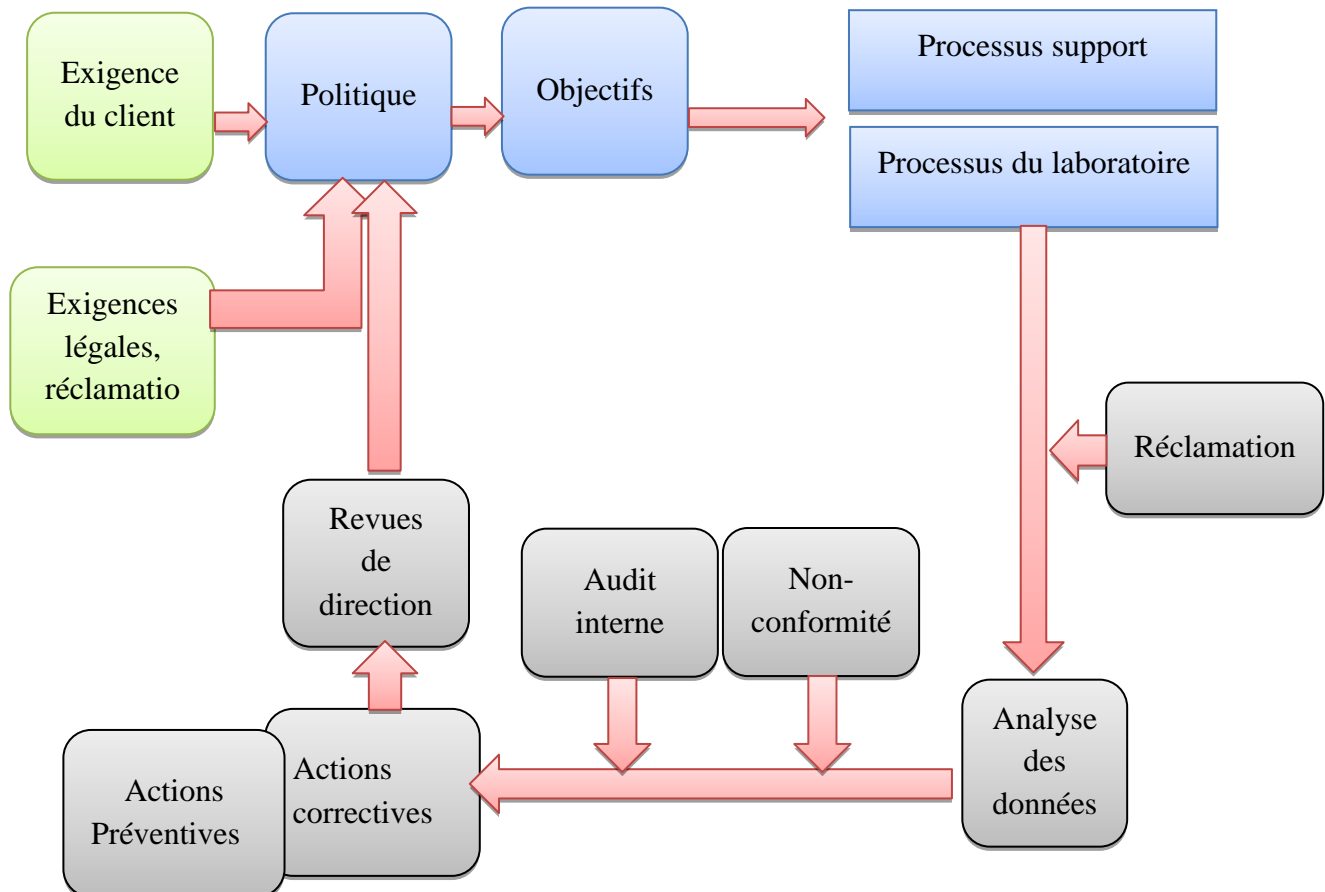 Exigence
du client
Politique
Objectifs
Processus support
Processus du laboratoire
Exigences
légales,
réclamatio
Réclamation
Revues
de
direction
Audit
interne
Non-
conformité
Analyse
des
données
Actions
correctives
Actions
Préventives